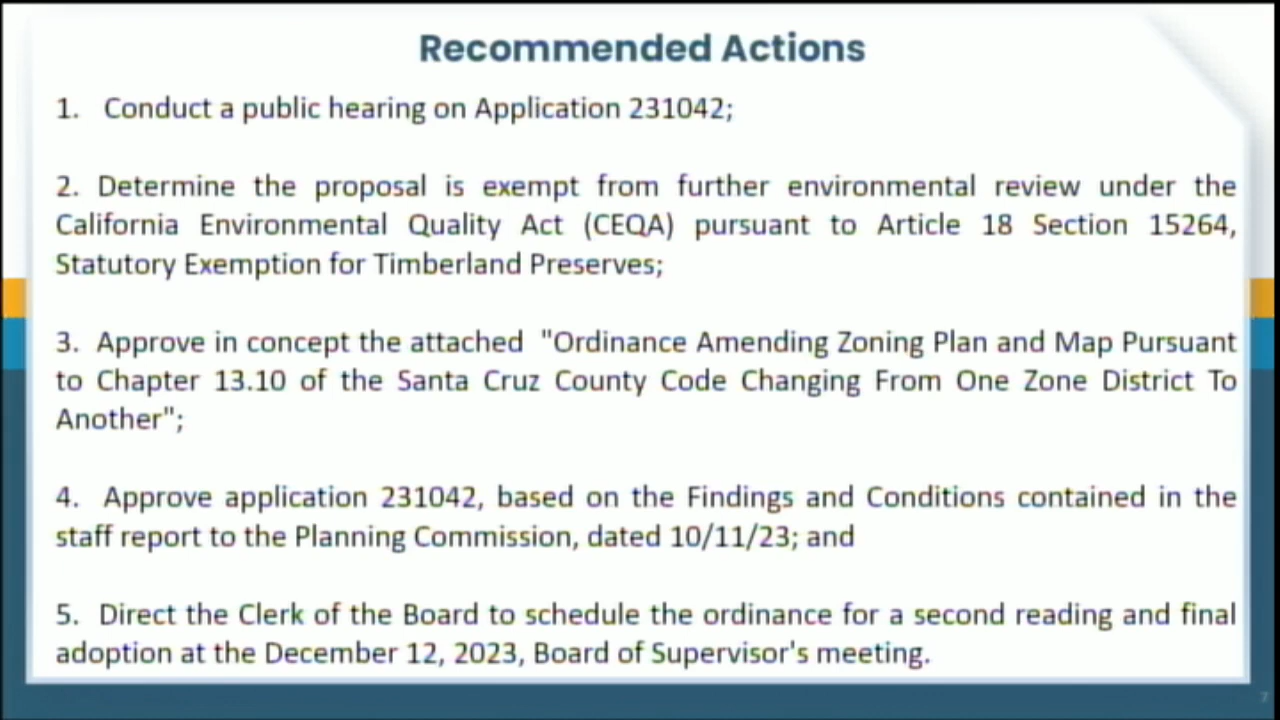 Recommended Actions
1. Conduct a public hearing on Application 231042;
2. Determine the proposal is exempt from further environmental review under the
California Environmental Quality Act (CEQA) pursuant to Article 18 Section 15264,
Statutory Exemption for Timberland Preserves;
3. Approve in concept the attached "Ordinance Amending Zoning Plan and Map Pursuant
to Chapter 13.10 of the Santa Cruz County Code Changing From One Zone District To
Another";
4. Approve application 231042, based on the Findings and Conditions contained in the
staff report to the Planning Commission, dated 10/11/23; and
5. Direct the Clerk of the Board to schedule the ordinance for a second reading and final
adoption at the December 12, 2023, Board of Supervisor's meeting.
7